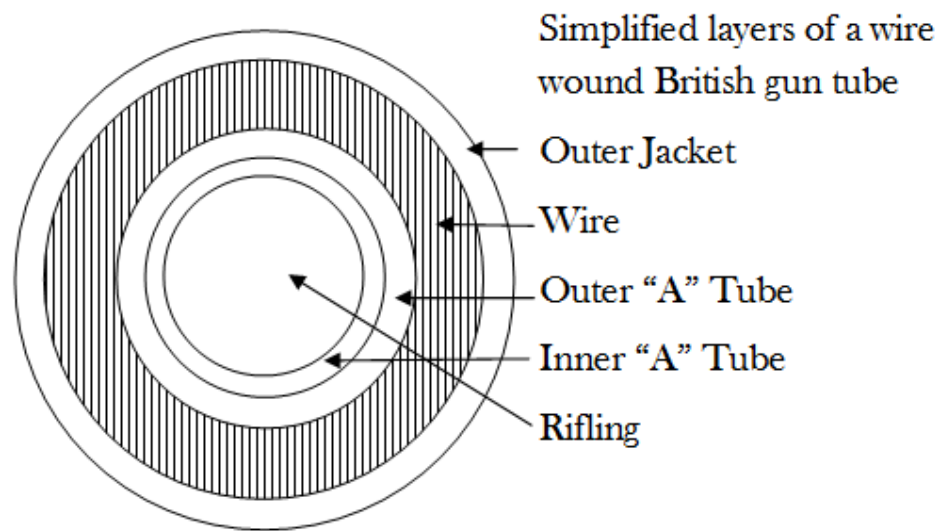 Simplified layers of a wire
wound British gun tube
Outer Jacket
Wire
Outer “A” Tube
Inner “A” Tube
Rifling